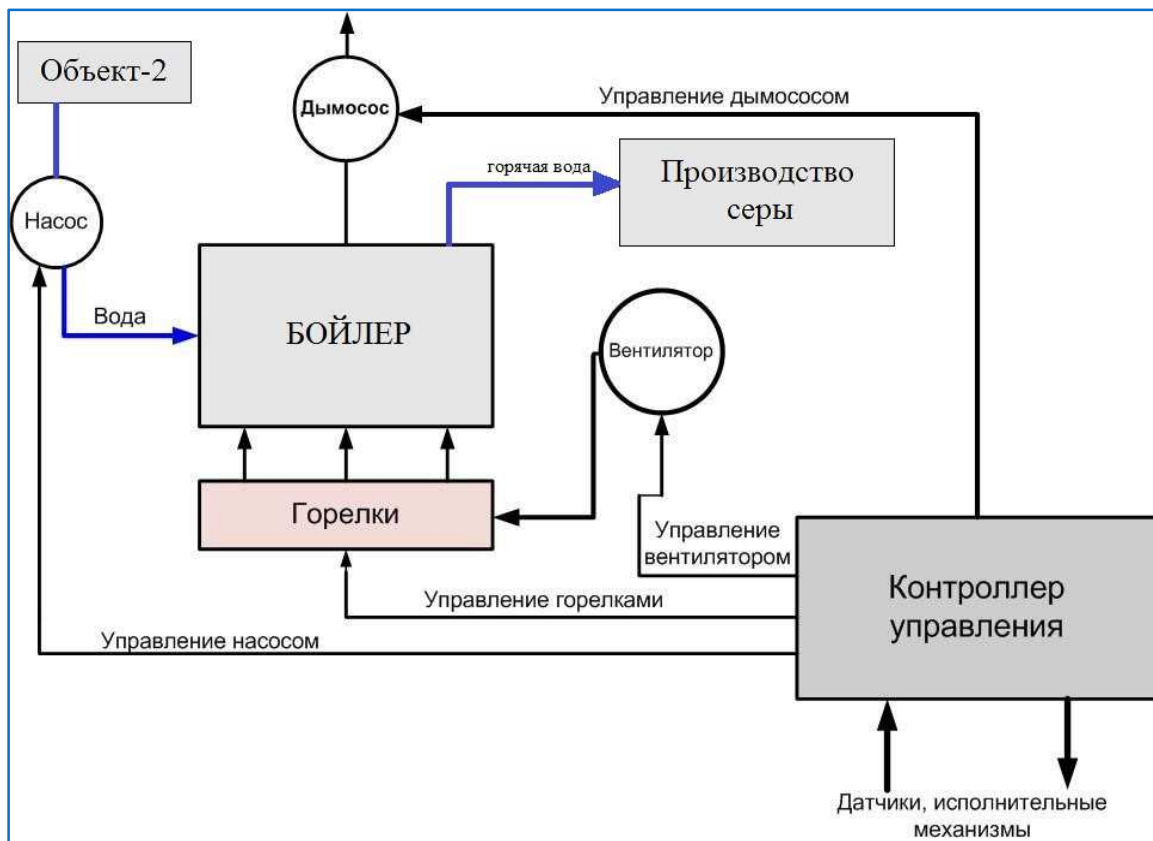 Объект-2
Дымосос
Управление дымососом
горячая вода
Производство
серы
Насос
Вода
БОЙЛЕР
Вентилятор
Горелки
Управление
вентилятором
Управление горелками
Управление насосом
Контроллер
управления
Датчики, исполнительные
механизмы